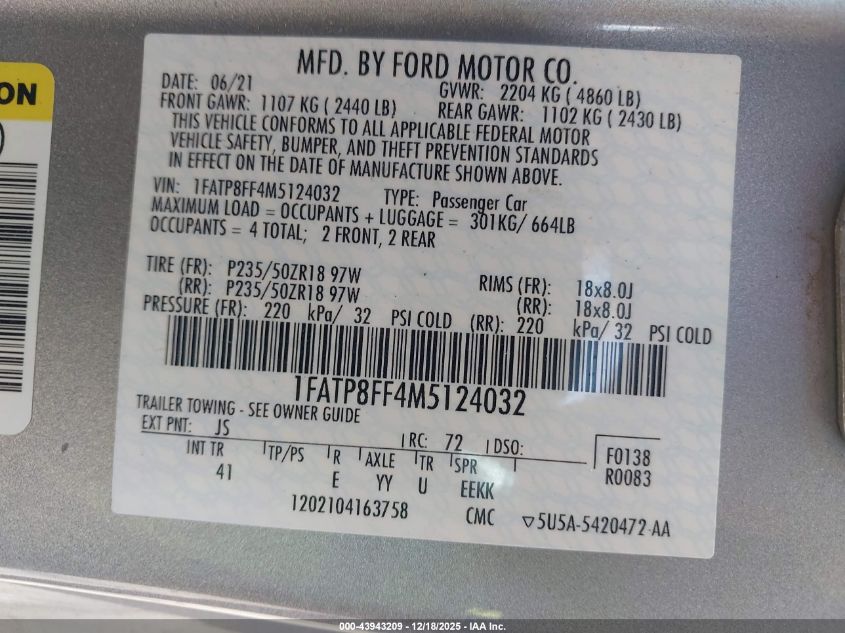 ON
MFD. BY FORD MOTOR CO.
DATE: 06/21 GVWR: 2204 KG ( 4860 LB)
FRONT GAWR: 1107 KG ( 2440 LB) REAR GAWR: 1102 KG ( 2430 LB)
THIS VEHICLE CONFORMS TO ALL APPLICABLE FEDERAL MOTOR
VEHICLE SAFETY, BUMPER, AND THEFT PREVENTION STANDARDS
IN EFFECT ON THE DATE OF MANUFACTURE SHOWN ABOVE.
VIN: 1FATP8FF4M5124032 TYPE: Passenger Car
MAXIMUM LOAD = OCCUPANTS + LUGGAGE = 301KG/ 664LB
OCCUPANTS = 4 TOTAL; 2 FRONT, 2 REAR
TIRE (FR): P235/50ZR18 97W RIMS (FR): 18x8.0J
(RR): P235/50ZR18 97W (RR): 18x8.0J
PRESSURE (FR): 220 kPa/ 32 PSI COLD (RR): 220 kPa/ 32 PSI COLD
1FATP8FF4M5124032
TRAILER TOWING - SEE OWNER GUIDE
EXT PNT: JS RC: 72 DSO: F0138
INT TR TP/PS R AXLE TR SPR R0083
41 E YY U EEKK
1202104163758 CMC ▽5U5A-5420472-AA
000-43943209 - 12/18/2025 - IAA Inc.